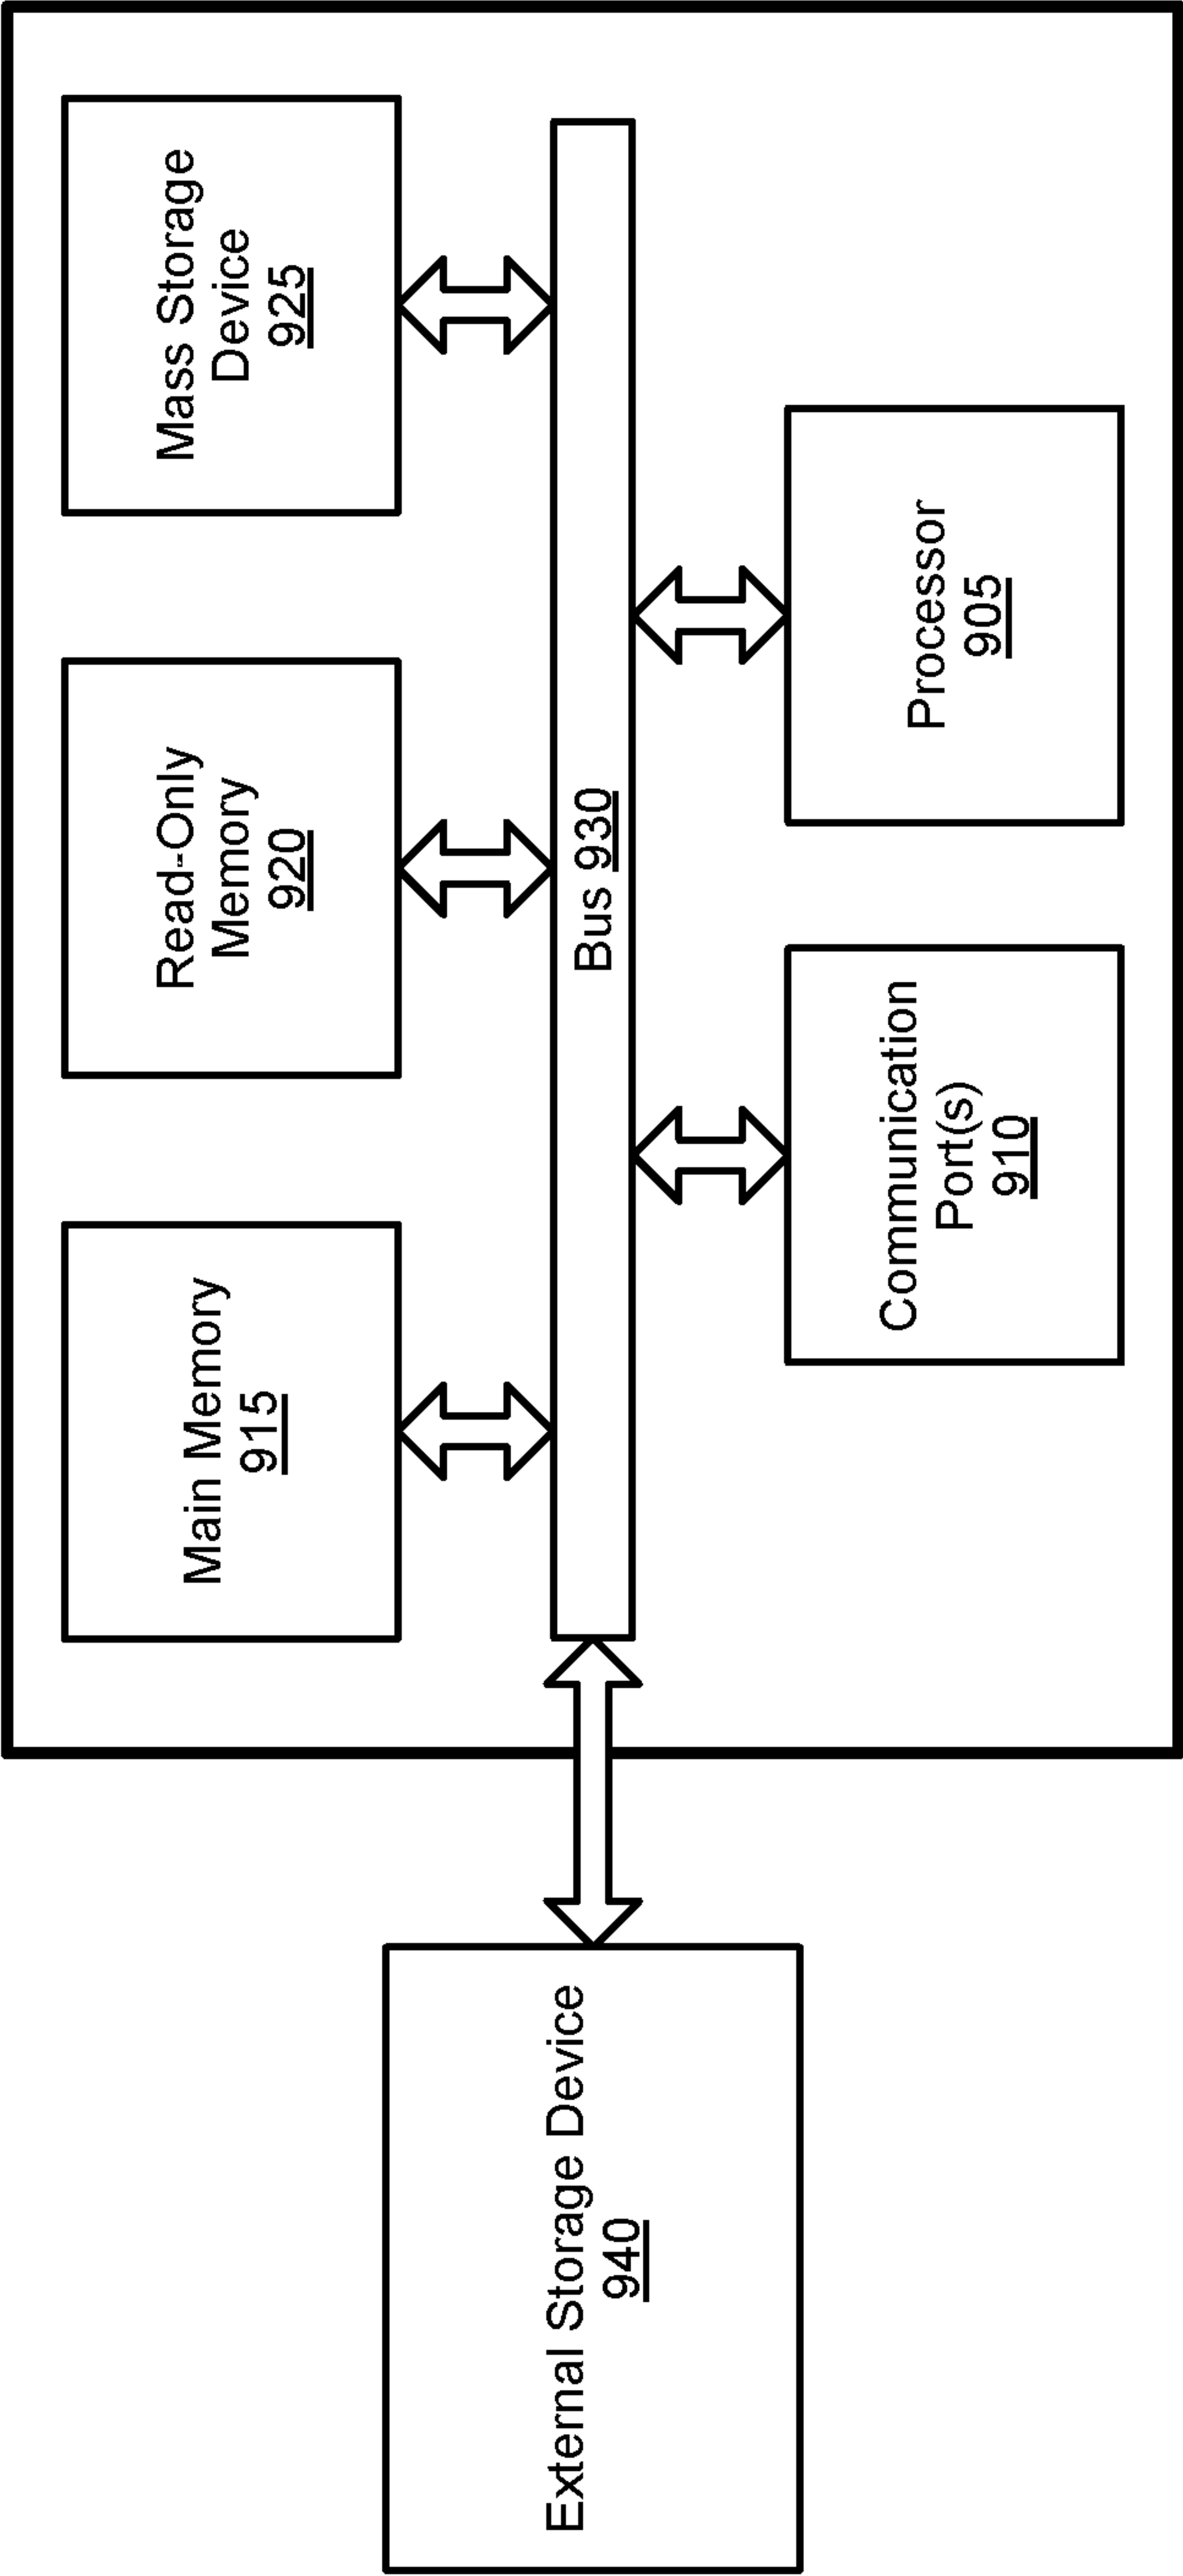 Main Memory
915
Read-Only
Memory
920
Mass Storage
Device
925
External Storage Device
940
Bus 930
Communication
Port(s)
910
Processor
905